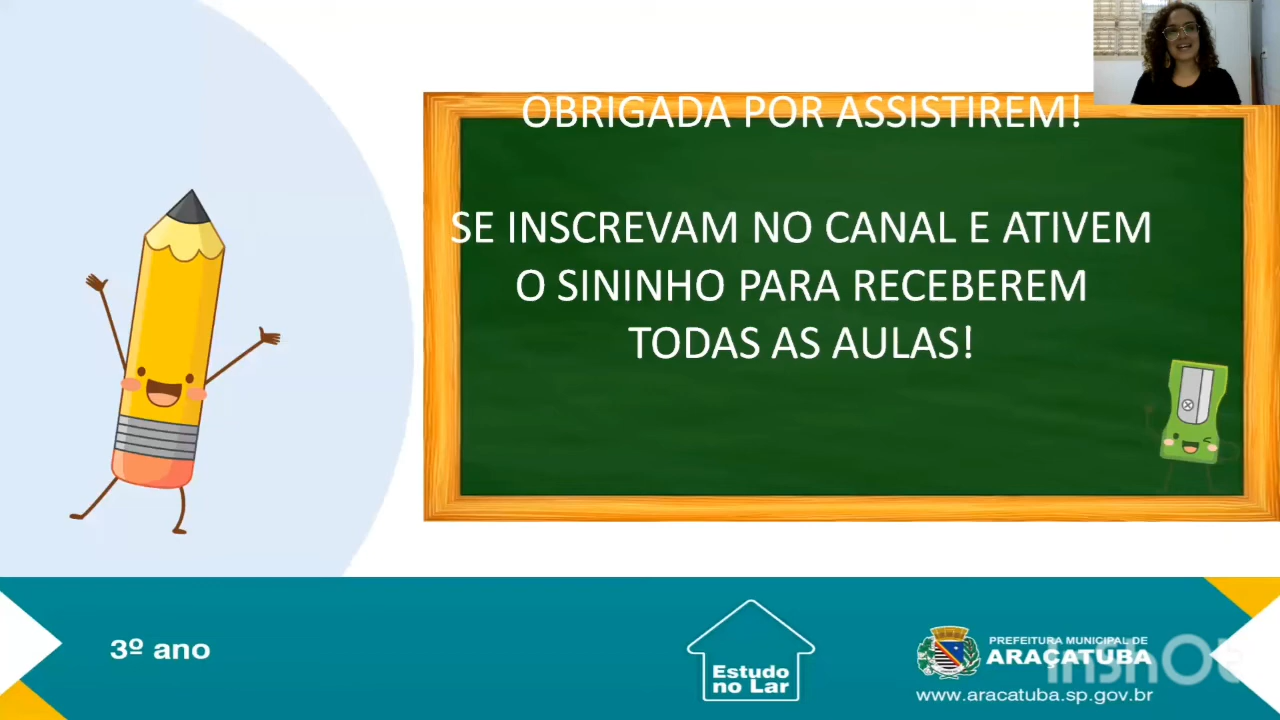 OBRIGADA POR ASSISTIREM!
SE INSCREVAM NO CANAL E ATIVEM
O SININHO PARA RECEBEREM
TODAS AS AULAS!
3º ano
Estudo
no Lar
PREFEITURA MUNICIPAL DE
ARAÇATUBA
www.aracatuba.sp.gov.br